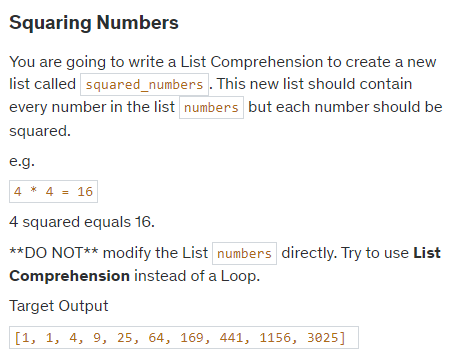 Squaring Numbers
You are going to write a List Comprehension to create a new
list called squared_numbers . This new list should contain
every number in the list numbers but each number should be
squared.
e.g.
4 * 4 = 16
4 squared equals 16.
**DO NOT** modify the List numbers directly. Try to use List
Comprehension instead of a Loop.
Target Output
[1, 1, 4, 9, 25, 64, 169, 441, 1156, 3025]